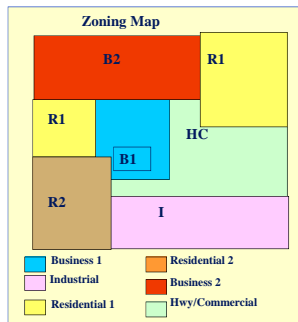 Zoning Map
B2
R1
R1
HC
B1
R2
I
Business 1
Residential 2
Industrial
Business 2
Residential 1
Hwy/Commercial